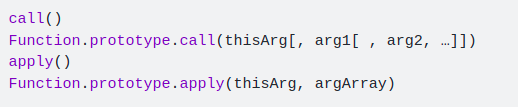 call()
Function.prototype.call(thisArg[, arg1[ , arg2, …]])
apply()
Function.prototype.apply(thisArg, argArray)